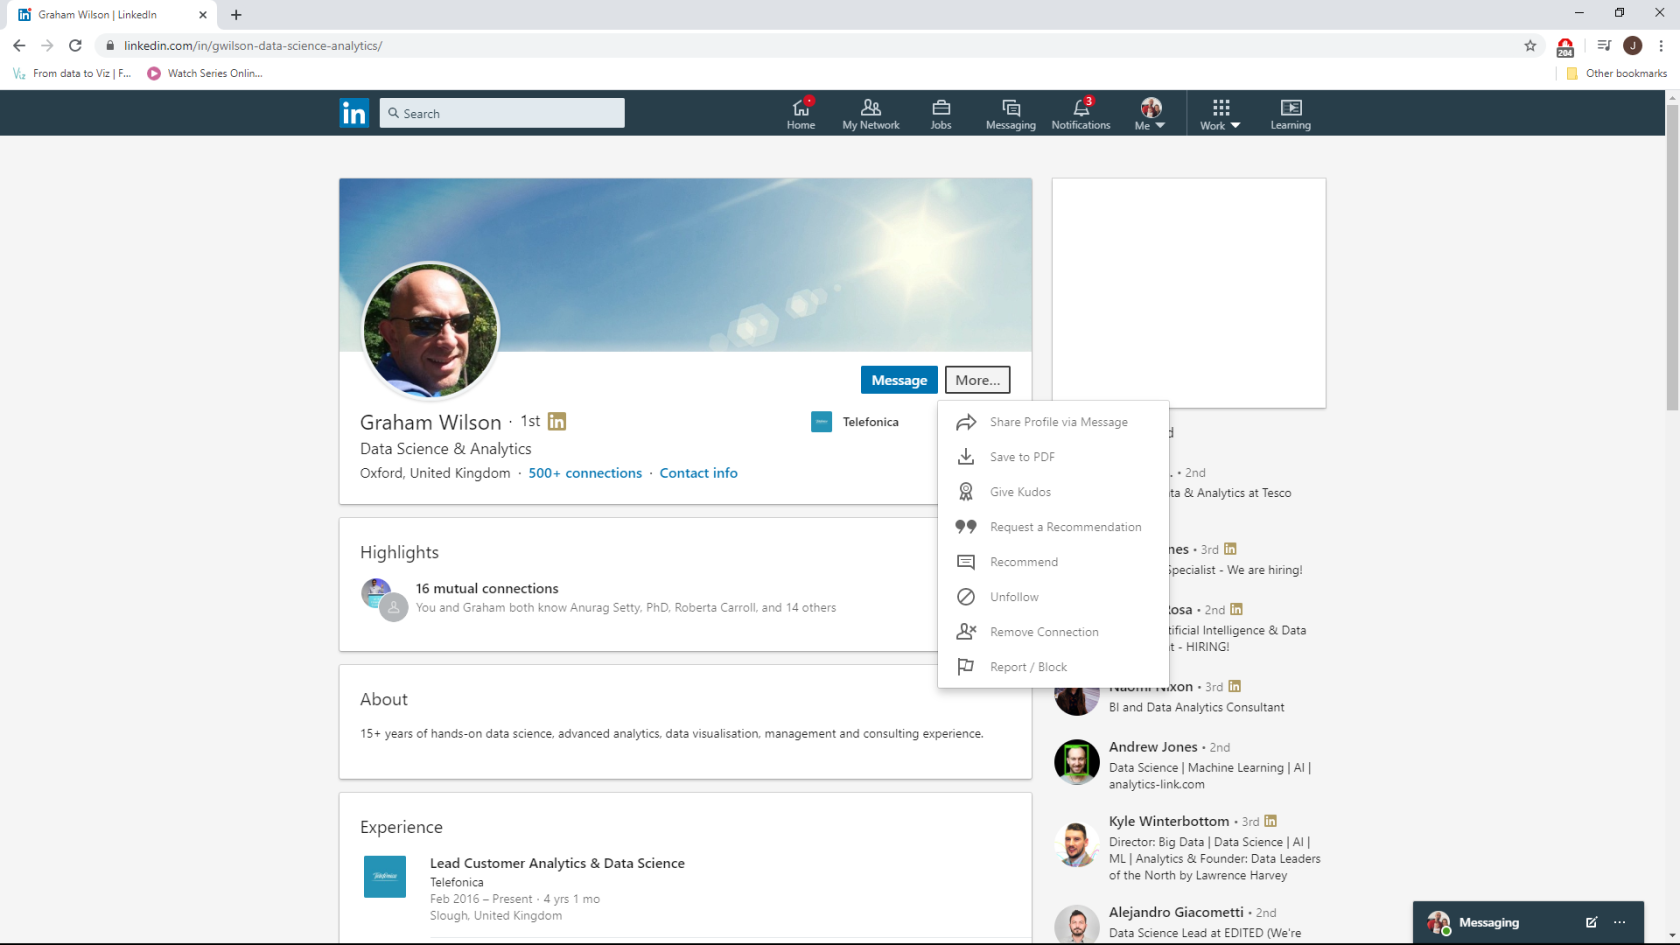 Graham Wilson | LinkedIn
linkedin.com/in/gwilson-data-science-analytics/
204
J
From data to Viz | F...
Watch Series Onlin...
Other bookmarks
in
Search
Home
My Network
Jobs
Messaging
3
Notifications
Me
Work
Learning
Message
More...
Graham Wilson · 1st in
Telefonica
Data Science & Analytics
Oxford, United Kingdom · 500+ connections · Contact info
Share Profile via Message
Save to PDF
Give Kudos
Request a Recommendation
Recommend
Unfollow
Remove Connection
Report / Block
Highlights
16 mutual connections
You and Graham both know Anurag Setty, PhD, Roberta Carroll, and 14 others
About
15+ years of hands-on data science, advanced analytics, data visualisation, management and consulting experience.
Experience
Telefonica
Lead Customer Analytics & Data Science
Telefonica
Feb 2016 – Present · 4 yrs 1 mo
Slough, United Kingdom
d
. • 2nd
ta & Analytics at Tesco
nes • 3rd in
Specialist - We are hiring!
Rosa • 2nd in
tificial Intelligence & Data
t - HIRING!
Naomi Nixon • 3rd in
BI and Data Analytics Consultant
Andrew Jones • 2nd
Data Science | Machine Learning | AI |
analytics-link.com
Kyle Winterbottom • 3rd in
Director: Big Data | Data Science | AI |
ML | Analytics & Founder: Data Leaders
of the North by Lawrence Harvey
Alejandro Giacometti • 2nd
Data Science Lead at EDITED (We're
Messaging